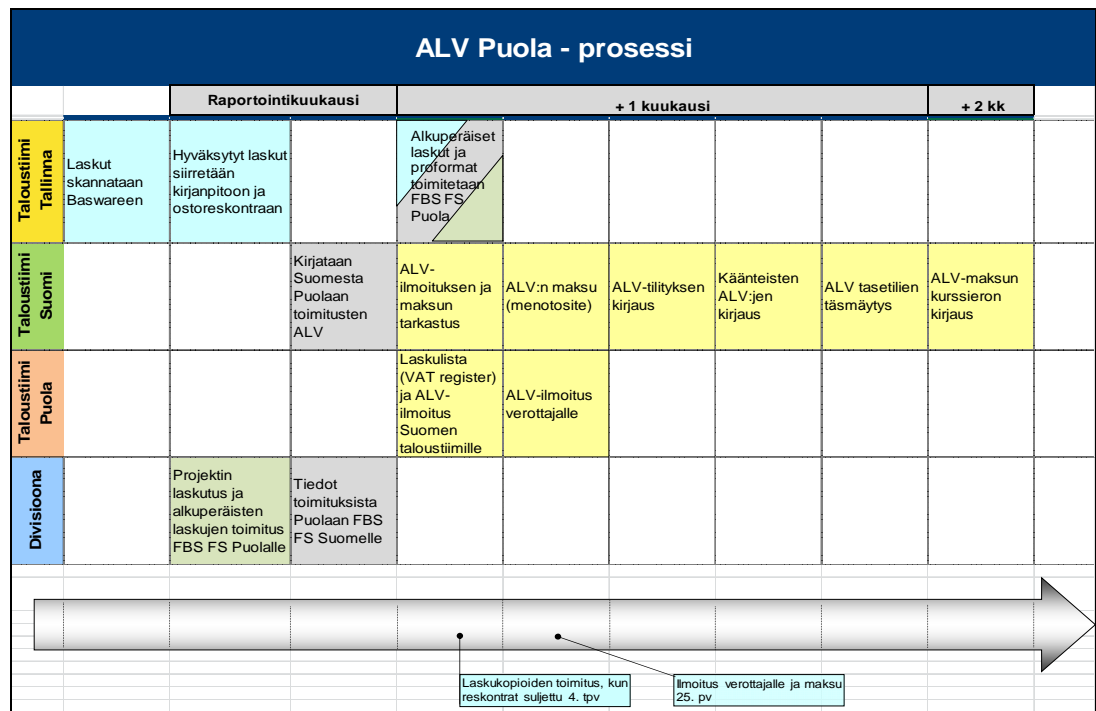 ALV Puola - prosessi
Raportointikuukausi
+ 1 kuukausi
+ 2 kk
Taloustiimi
Tallinna
Laskut
skannataan
Baswareen
Hyväksytyt laskut
siirretään
kirjanpitoon ja
ostoreskontraan
Alkuperäiset
laskut ja
proformat
toimitetaan
FBS FS
Puola
Taloustiimi
Suomi
Kirjataan
Suomesta
Puolaan
toimitusten
ALV
ALV-
ilmoituksen ja
maksun
tarkastus
ALV:n maksu
(menotosite)
ALV-tilityksen
kirjaus
Käänteisten
ALV:jen
kirjaus
ALV tasetilien
täsmäytys
ALV-maksun
kurssieron
kirjaus
Taloustiimi
Puola
Laskulista
(VAT register)
ja ALV-
ilmoitus
Suomen
taloustiimille
ALV-ilmoitus
verottajalle
Divisioona
Projektin
laskutus ja
alkuperäisten
laskujen toimitus
FBS FS Puolalle
Tiedot
toimituksista
Puolaan FBS
FS Suomelle
Laskukopioiden toimitus, kun
reskontrat suljettu 4. tpv
Ilmoitus verottajalle ja maksu
25. pv